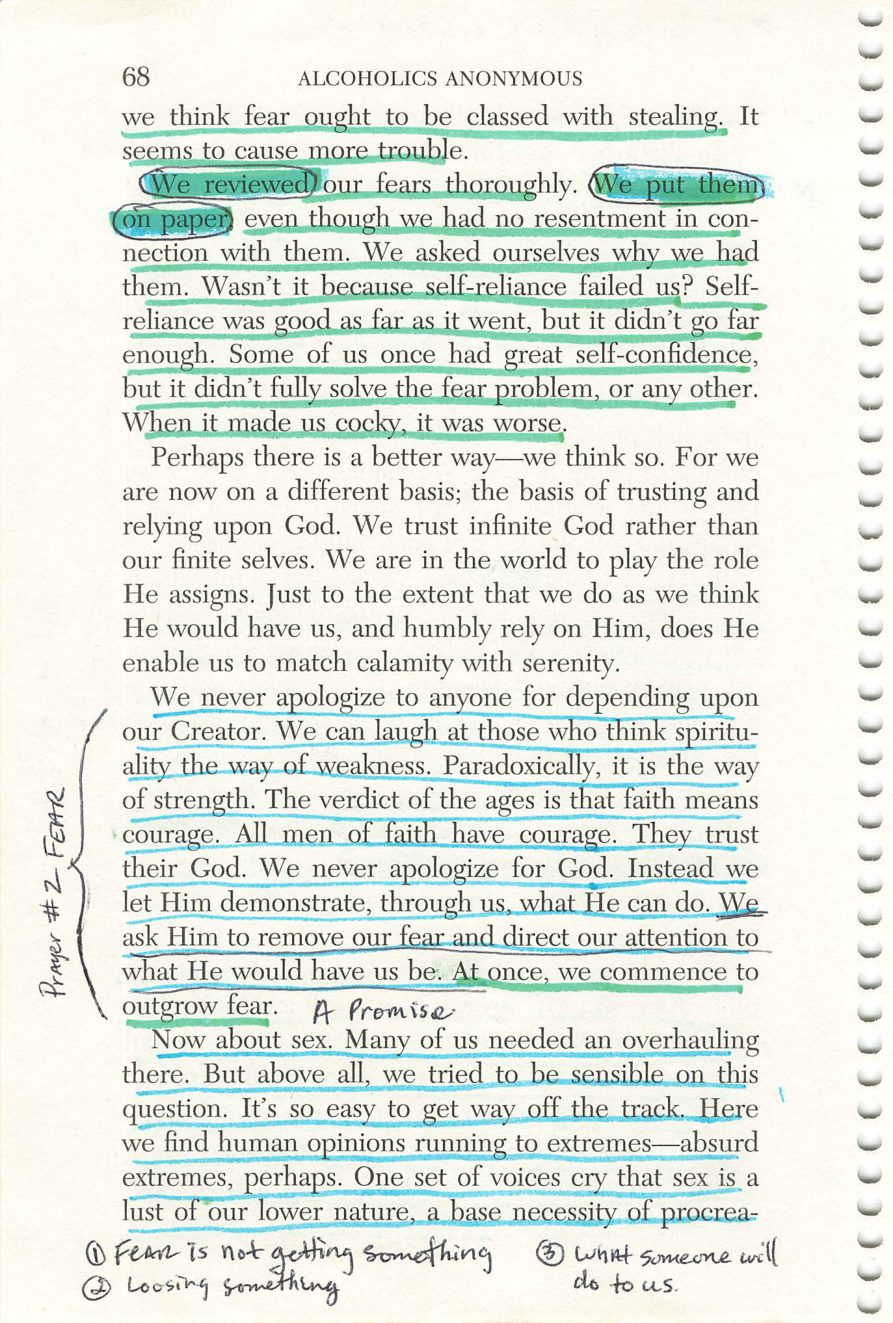 68 ALCOHOLICS ANONYMOUS
we think fear ought to be classed with stealing. It
seems to cause more trouble.
We reviewed our fears thoroughly. We put them
on paper, even though we had no resentment in con-
nection with them. We asked ourselves why we had
them. Wasn't it because self-reliance failed us? Self-
reliance was good as far as it went, but it didn't go far
enough. Some of us once had great self-confidence,
but it didn't fully solve the fear problem, or any other.
When it made us cocky, it was worse.
Perhaps there is a better way—we think so. For we
are now on a different basis; the basis of trusting and
relying upon God. We trust infinite God rather than
our finite selves. We are in the world to play the role
He assigns. Just to the extent that we do as we think
He would have us, and humbly rely on Him, does He
enable us to match calamity with serenity.
We never apologize to anyone for depending upon
our Creator. We can laugh at those who think spiritu-
ality the way of weakness. Paradoxically, it is the way
of strength. The verdict of the ages is that faith means
courage. All men of faith have courage. They trust
their God. We never apologize for God. Instead we
let Him demonstrate, through us, what He can do. We
ask Him to remove our fear and direct our attention to
what He would have us be. At once, we commence to
outgrow fear. A Promise
Prayer #2 FEAR
Now about sex. Many of us needed an overhauling
there. But above all, we tried to be sensible on this
question. It's so easy to get way off the track. Here
we find human opinions running to extremes—absurd
extremes, perhaps. One set of voices cry that sex is a
lust of our lower nature, a base necessity of procrea-
① FEAR is not getting something
② Loosing something
③ What someone will
do to us.